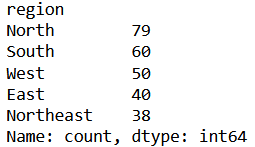 region
North        79
South        60
West         50
East         40
Northeast    38
Name: count, dtype: int64